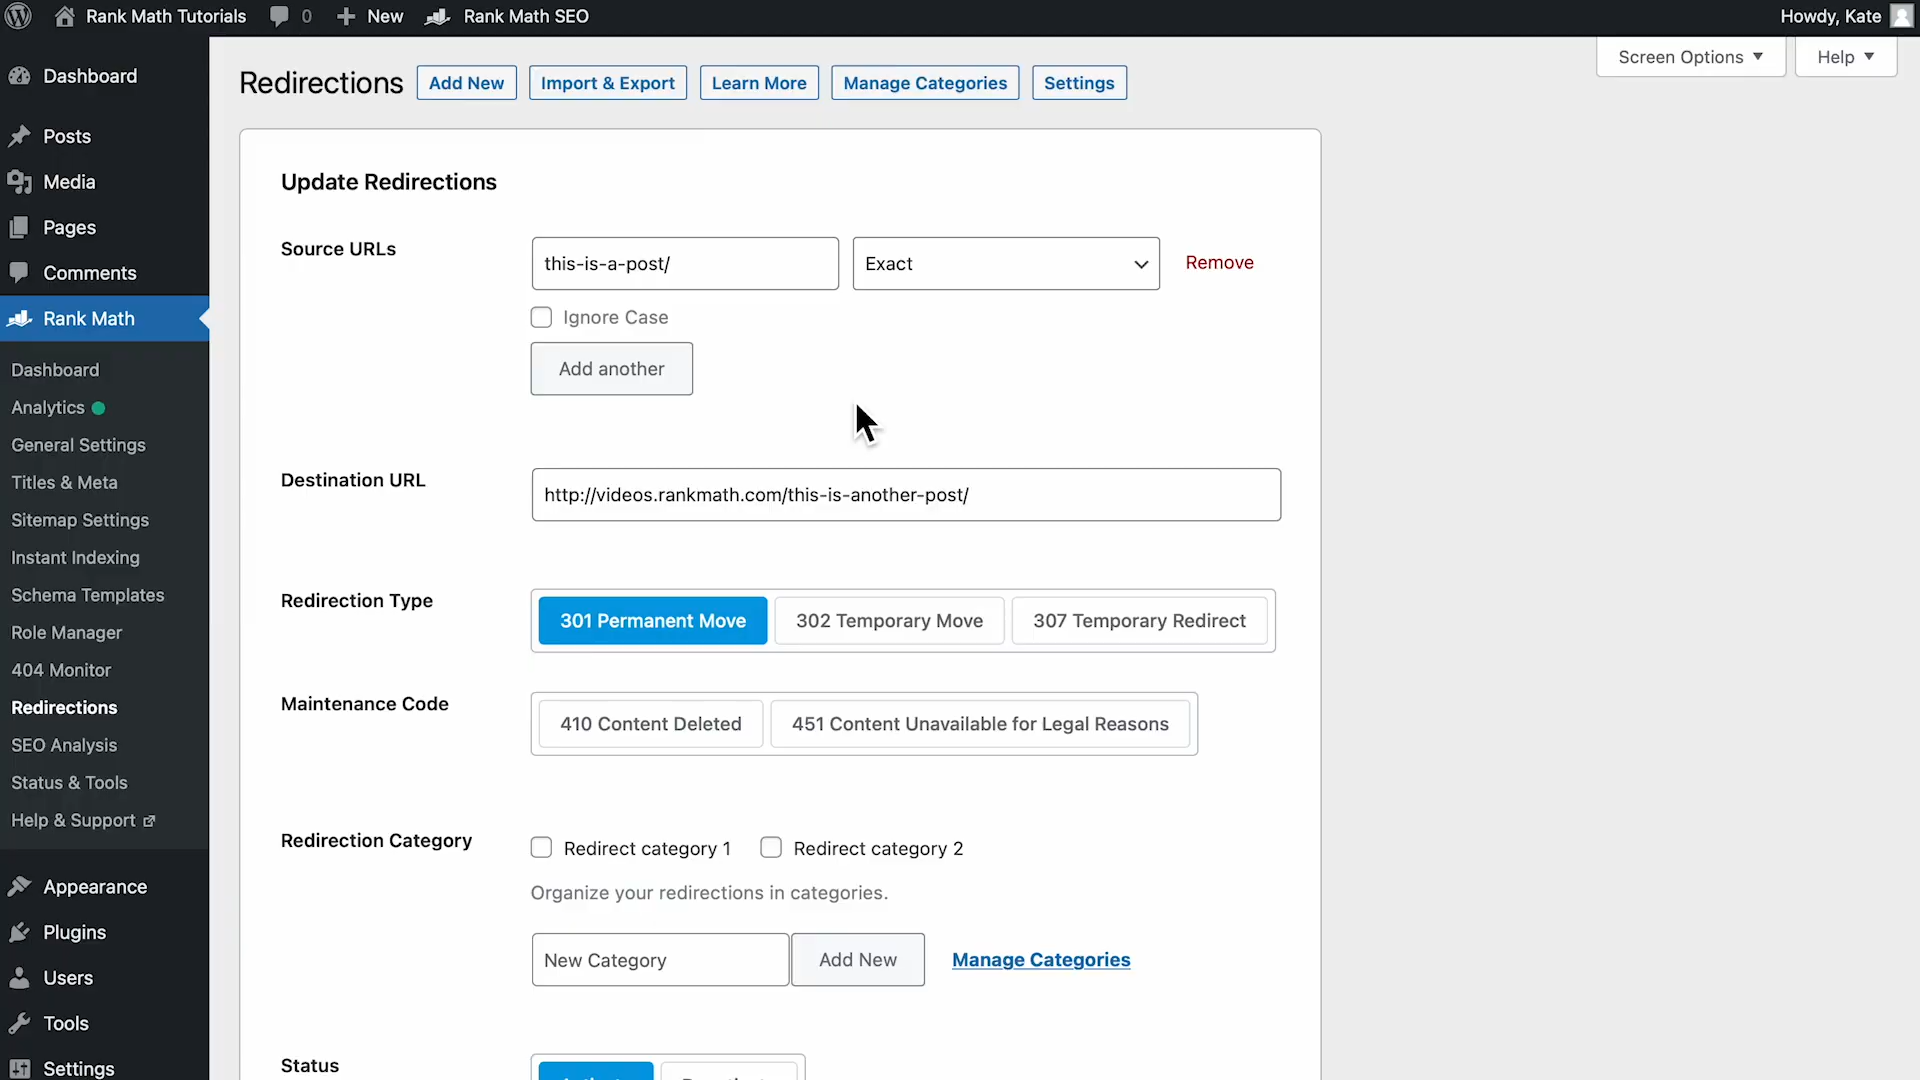 Rank Math Tutorials
0
New
Rank Math SEO
Howdy, Kate
Screen Options
Help
Dashboard
Posts
Media
Pages
Comments
Rank Math
Dashboard
Analytics
General Settings
Titles & Meta
Sitemap Settings
Instant Indexing
Schema Templates
Role Manager
404 Monitor
Redirections
SEO Analysis
Status & Tools
Help & Support
Appearance
Plugins
Users
Tools
Settings
Redirections
Add New
Import & Export
Learn More
Manage Categories
Settings
Update Redirections
Source URLs
this-is-a-post/
Exact
Remove
Ignore Case
Add another
Destination URL
http://videos.rankmath.com/this-is-another-post/
Redirection Type
301 Permanent Move
302 Temporary Move
307 Temporary Redirect
Maintenance Code
410 Content Deleted
451 Content Unavailable for Legal Reasons
Redirection Category
Redirect category 1
Redirect category 2
Organize your redirections in categories.
New Category
Add New
Manage Categories
Status